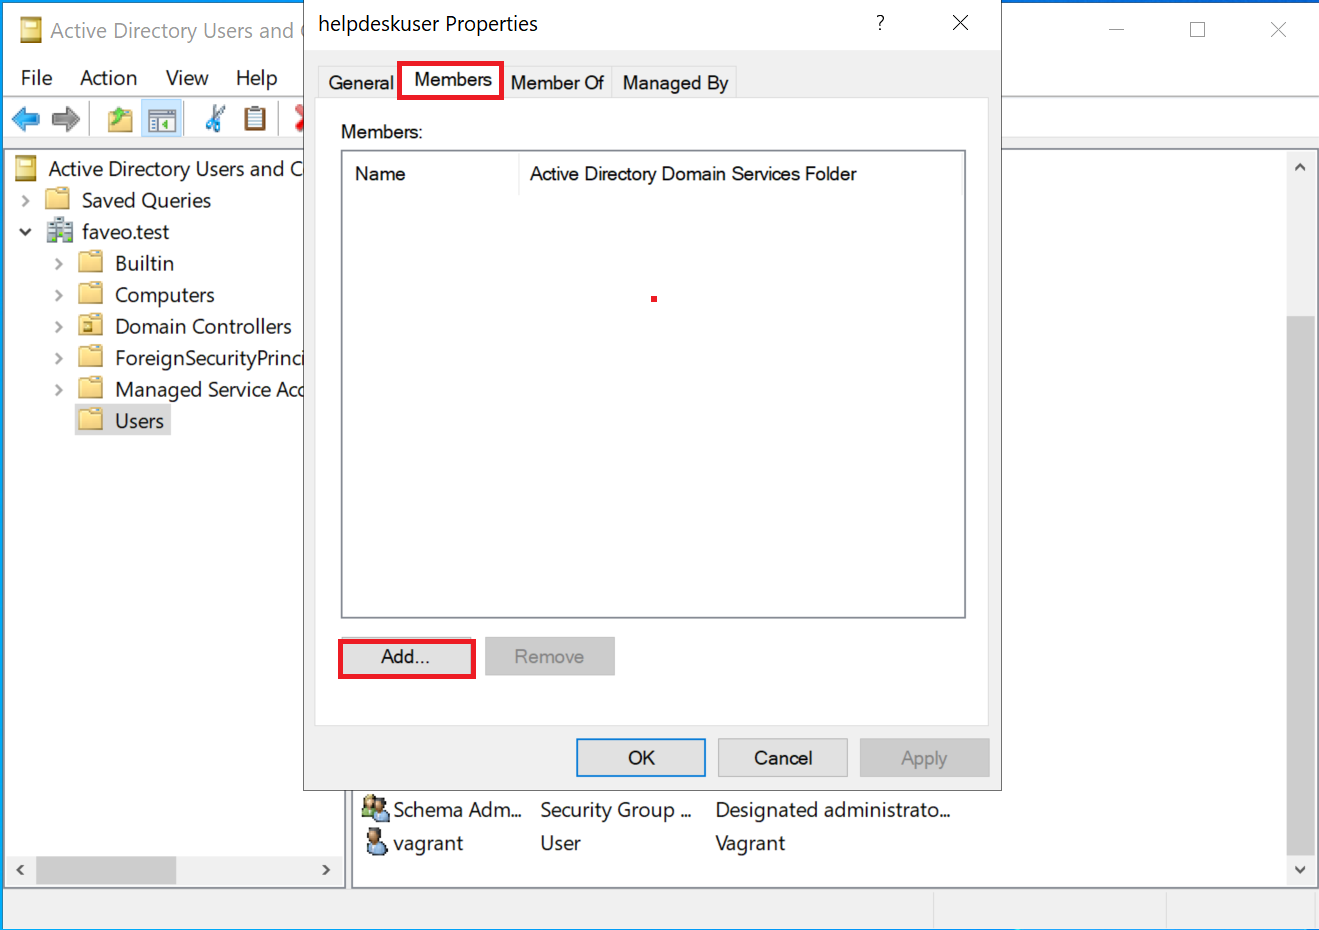 Active Directory Users and C
helpdeskuser Properties
?
File Action View Help
General Members Member Of Managed By
Members:
Name Active Directory Domain Services Folder
Active Directory Users and C
Saved Queries
faveo.test
Builtin
Computers
Domain Controllers
ForeignSecurityPrinci
Managed Service Acc
Users
Add... Remove
OK Cancel Apply
Schema Adm... Security Group ... Designated administrato...
vagrant User Vagrant